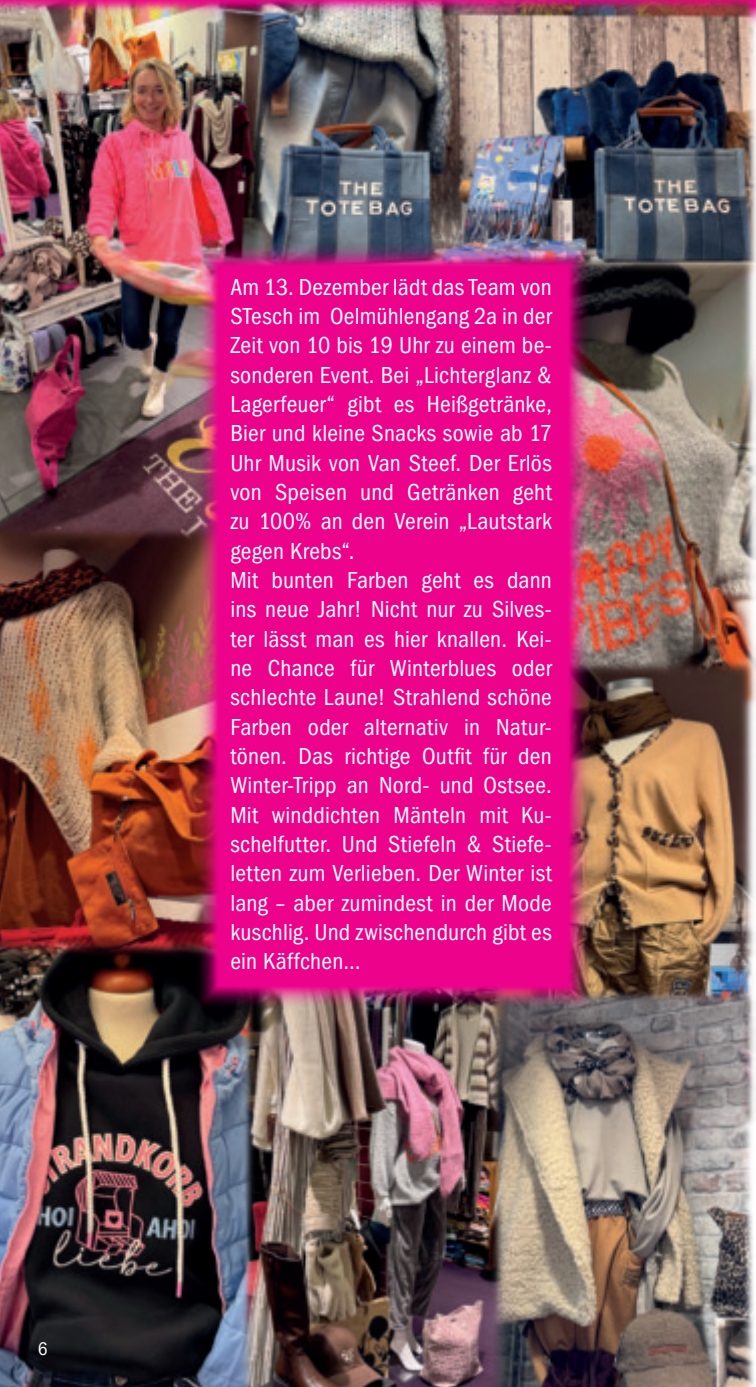 THE
TOTE BAG
THE
TOTE BAG
Am 13. Dezember lädt das Team von
STesch im Oelmühlengang 2a in der
Zeit von 10 bis 19 Uhr zu einem be-
sonderen Event. Bei „Lichterglanz &
Lagerfeuer“ gibt es Heißgetränke,
Bier und kleine Snacks sowie ab 17
Uhr Musik von Van Steef. Der Erlös
von Speisen und Getränken geht
zu 100% an den Verein „Lautstark
gegen Krebs“.
Mit bunten Farben geht es dann
ins neue Jahr! Nicht nur zu Silves-
ter lässt man es hier knallen. Kei-
ne Chance für Winterblues oder
schlechte Laune! Strahlend schöne
Farben oder alternativ in Natur-
tönen. Das richtige Outfit für den
Winter-Tripp an Nord- und Ostsee.
Mit winddichten Mänteln mit Ku-
schelfutter. Und Stiefeln & Stiefe-
letten zum Verlieben. Der Winter ist
lang – aber zumindest in der Mode
kuschlig. Und zwischendurch gibt es
ein Käffchen...
THE
APPY
IBES
TRANDKORB
HOI AHOI
liebe
6